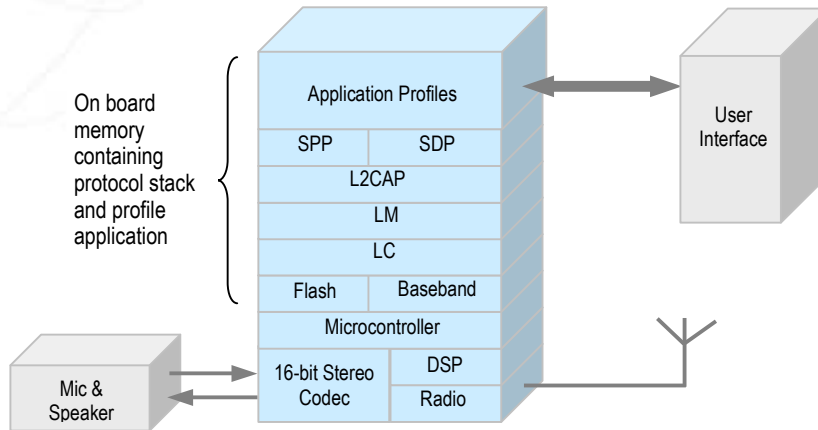 Application Profiles
SPP
SDP
L2CAP
LM
LC
Flash
Baseband
Microcontroller
16-bit Stereo
Codec
DSP
Radio
On board
memory
containing
protocol stack
and profile
application
User
Interface
Mic &
Speaker